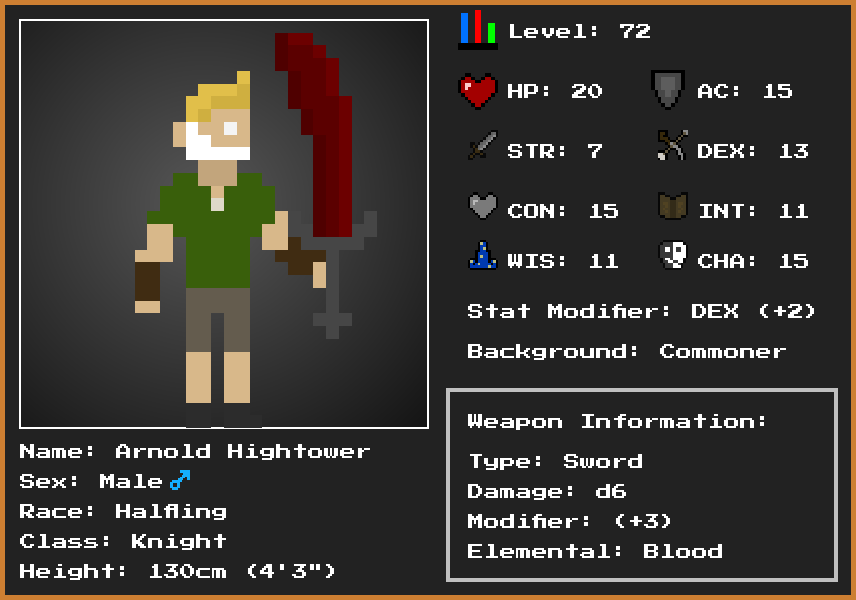 Level: 72
HP: 20 AC: 15
STR: 7 DEX: 13
CON: 15 INT: 11
WIS: 11 CHA: 15
Stat Modifier: DEX (+2)
Background: Commoner
Weapon Information:
Type: Sword
Damage: d6
Modifier: (+3)
Elemental: Blood
Name: Arnold Hightower
Sex: Male ♂
Race: Halfling
Class: Knight
Height: 130cm (4'3")